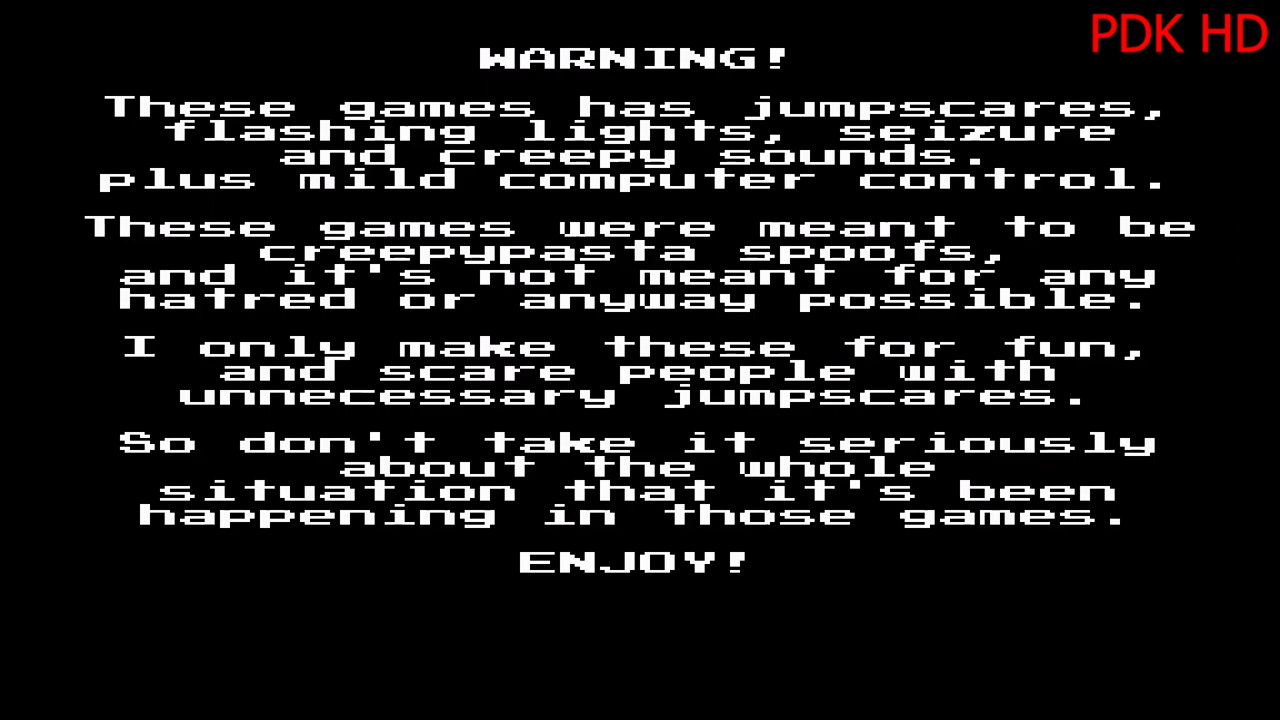 PDK HD
WARNING!
These games has jumpscares,
flashing lights, seizure
and creepy sounds.
plus mild computer control.
These games were meant to be
creepypasta spoofs,
and it's not meant for any
hatred or anyway possible.
I only make these for fun,
and scare people with
unnecessary jumpscares.
So don't take it seriously
about the whole
situation that it's been
happening in those games.
ENJOY!